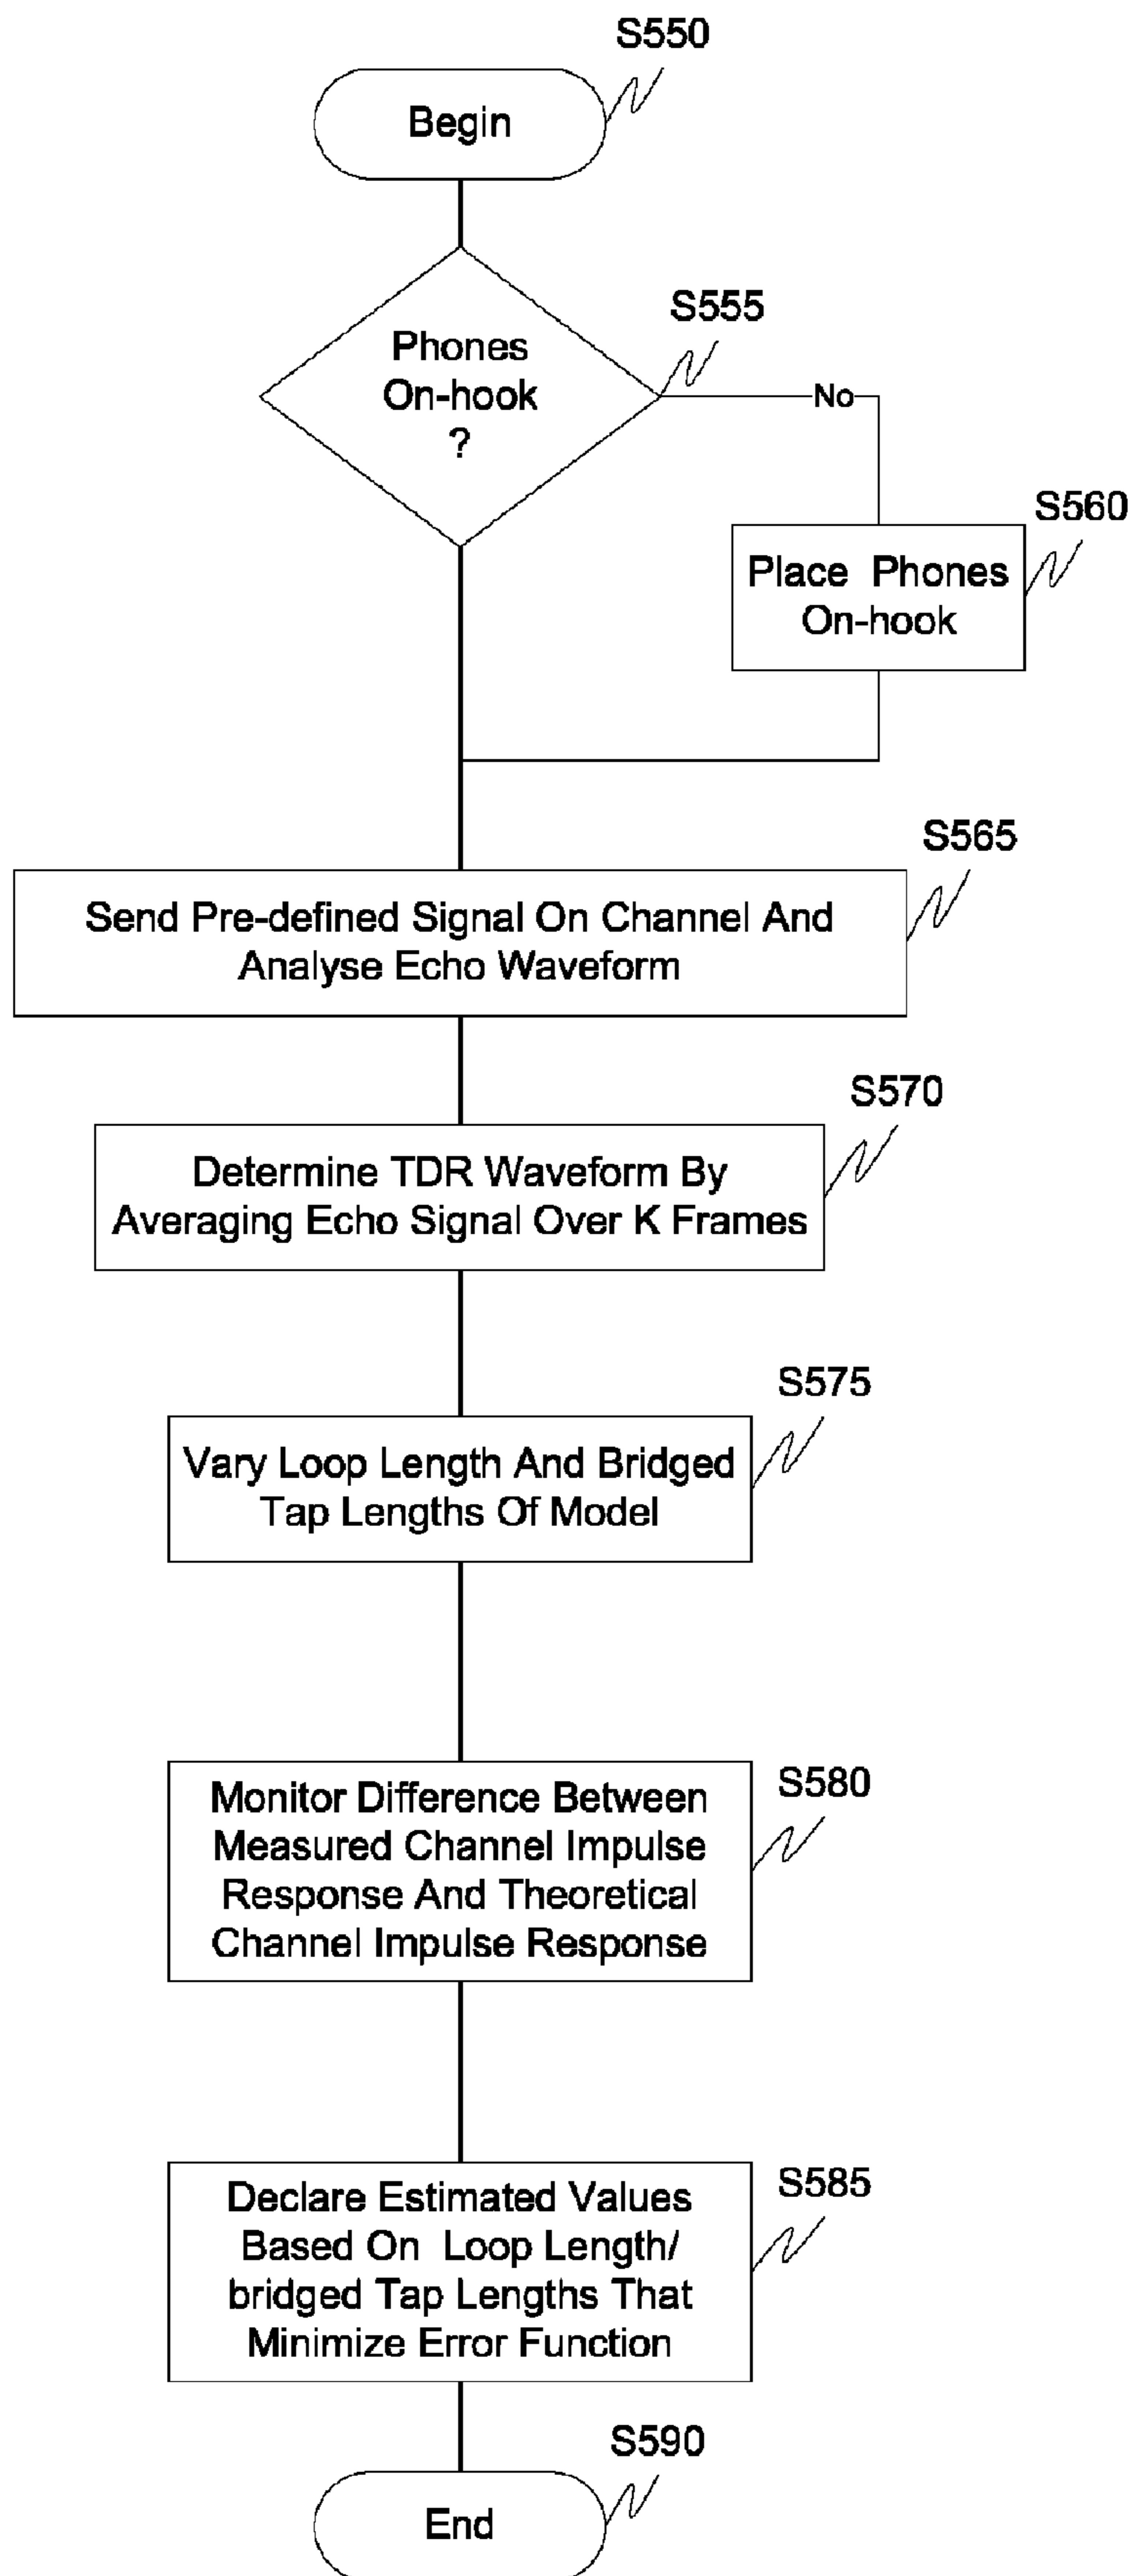 S550
Begin
S555
Phones
On-hook
?
No
S560
Place Phones
On-hook
S565
Send Pre-defined Signal On Channel And
Analyse Echo Waveform
S570
Determine TDR Waveform By
Averaging Echo Signal Over K Frames
S575
Vary Loop Length And Bridged
Tap Lengths Of Model
S580
Monitor Difference Between
Measured Channel Impulse
Response And Theoretical
Channel Impulse Response
S585
Declare Estimated Values
Based On Loop Length/
bridged Tap Lengths That
Minimize Error Function
S590
End